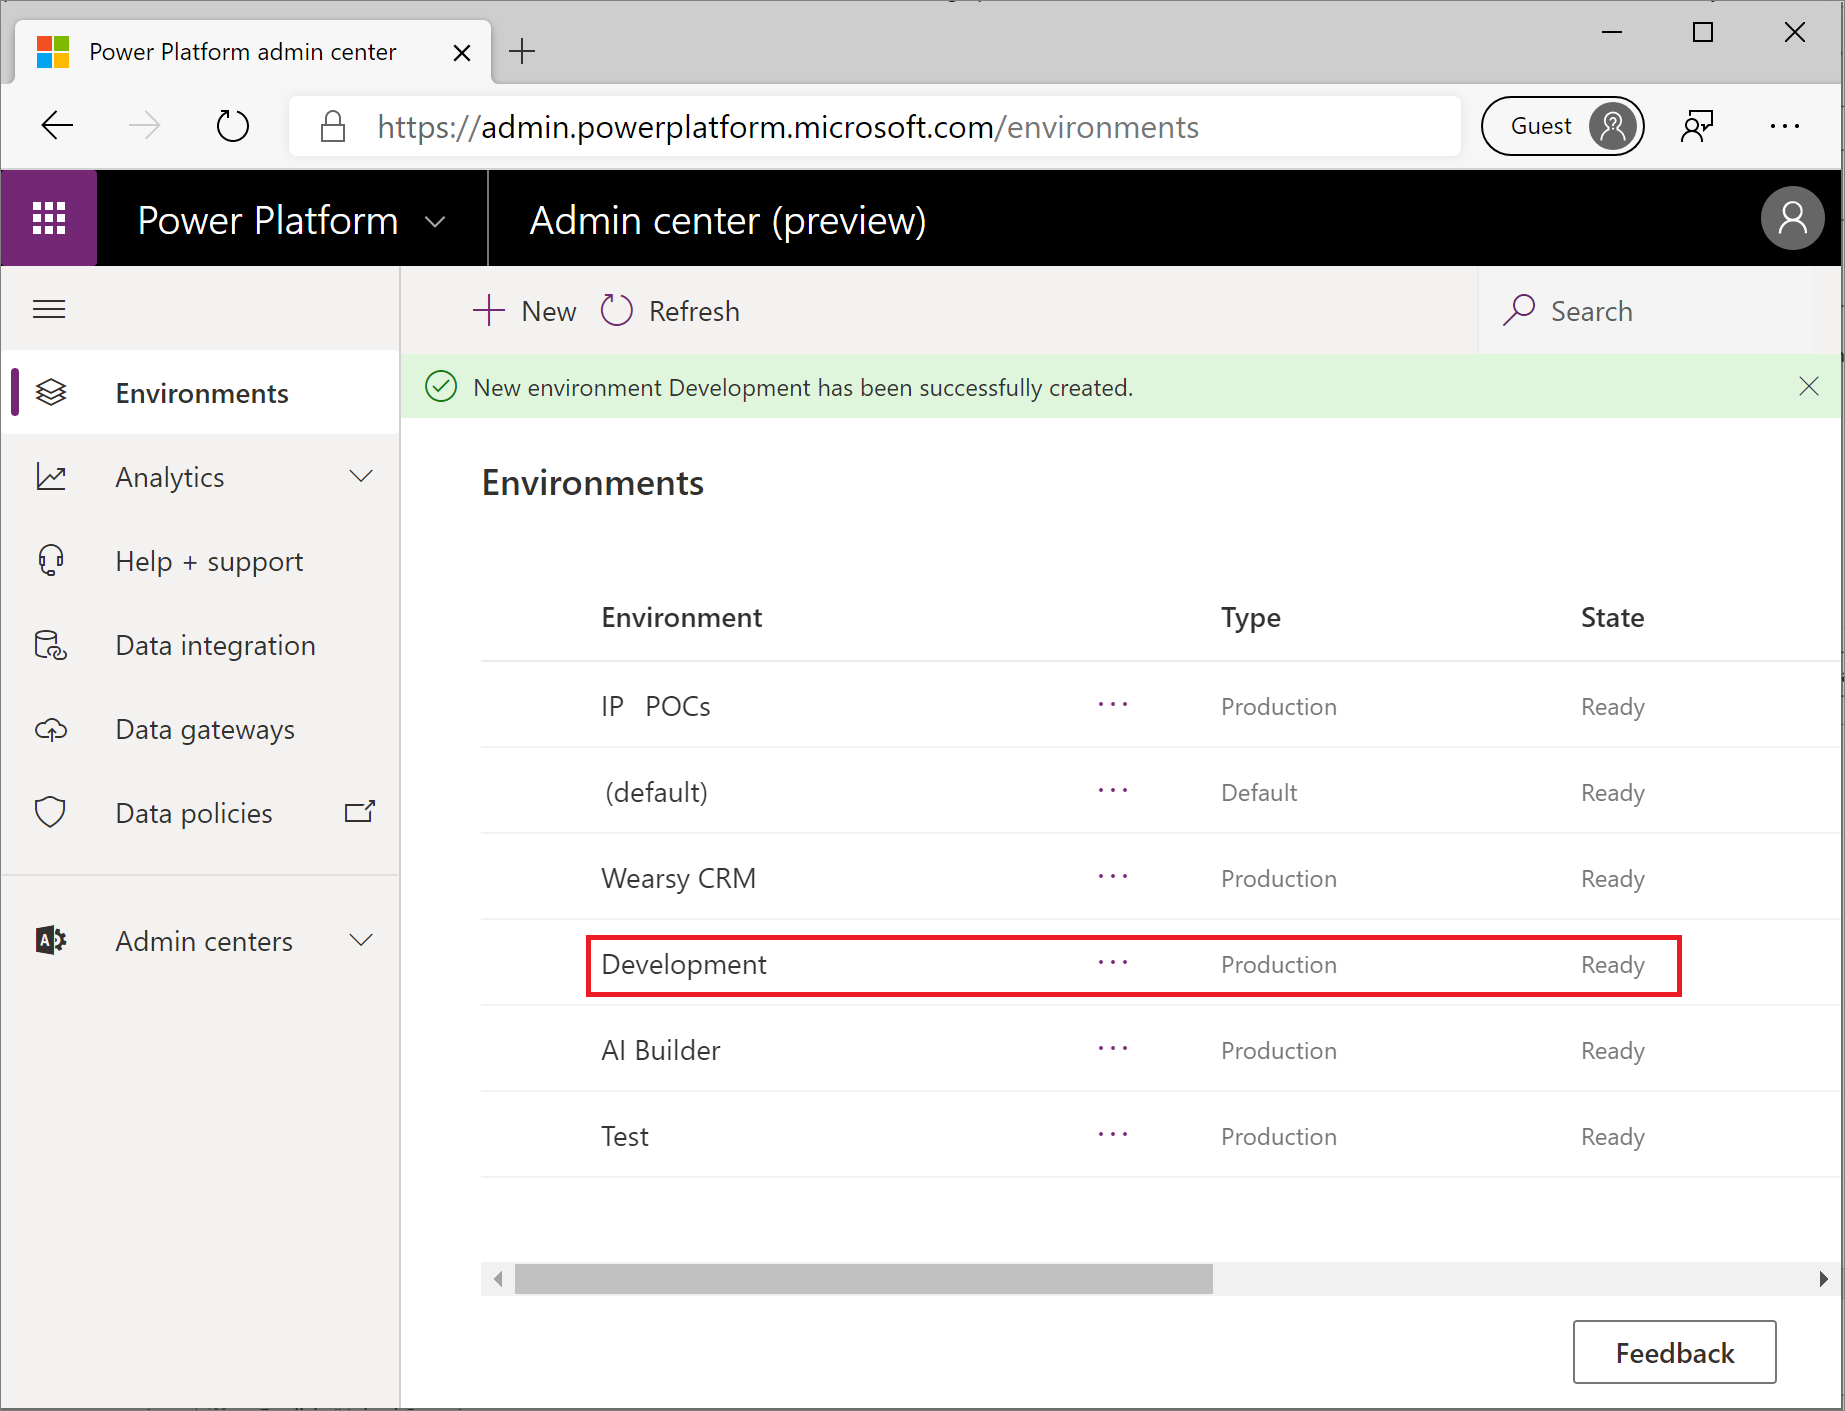 Power Platform admin center
https://admin.powerplatform.microsoft.com/environments
Guest
Power Platform
Admin center (preview)
New
Refresh
Search
New environment Development has been successfully created.
Environments
Analytics
Help + support
Data integration
Data gateways
Data policies
Admin centers
Environments
Environment Type State
IP POCs ... Production Ready
(default) ... Default Ready
Wearsy CRM ... Production Ready
Development ... Production Ready
AI Builder ... Production Ready
Test ... Production Ready
Feedback